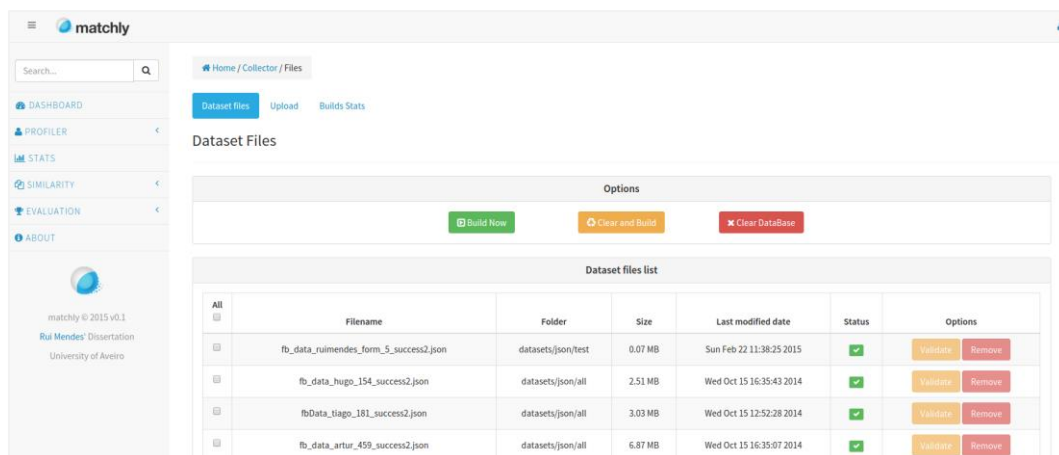 matchly
Search...
Home / Collector / Files
DASHBOARD
PROFILER
STATS
SIMILARITY
EVALUATION
ABOUT
matchly © 2015 v0.1
Rui Mendes' Dissertation
University of Aveiro
Dataset files Upload Builds Stats
Dataset Files
Options
Build Now Clear and Build Clear DataBase
Dataset files list
All Filename Folder Size Last modified date Status Options
fb_data_ruimendes_form_5_success2.json datasets/json/test 0.07 MB Sun Feb 22 11:38:25 2015 Validate Remove
fb_data_hugo_154_success2.json datasets/json/all 2.51 MB Wed Oct 15 16:35:43 2014 Validate Remove
fbData_tiago_181_success2.json datasets/json/all 3.03 MB Wed Oct 15 12:52:28 2014 Validate Remove
fb_data_artur_459_success2.json datasets/json/all 6.87 MB Wed Oct 15 16:35:07 2014 Validate Remove